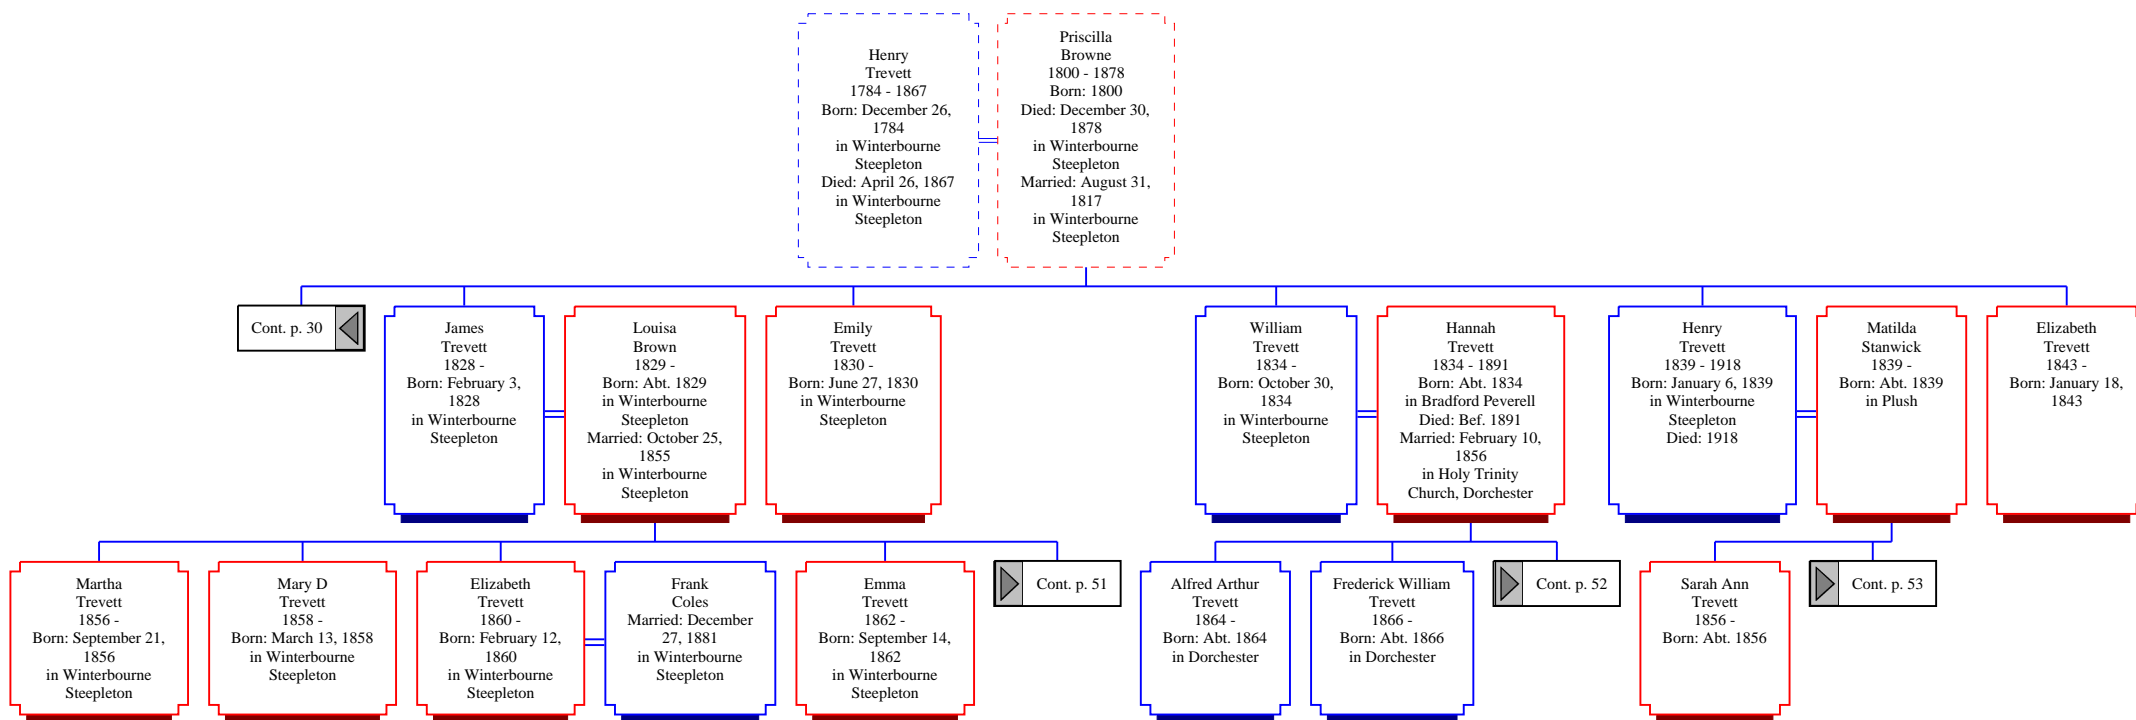 Henry
Trevett
1784 - 1867
Born: December 26,
1784
in Winterbourne
Steepleton
Died: April 26, 1867
in Winterbourne
Steepleton
Priscilla
Browne
1800 - 1878
Born: 1800
Died: December 30,
1878
in Winterbourne
Steepleton
Married: August 31,
1817
in Winterbourne
Steepleton
Cont. p. 30
James
Trevett
1828 -
Born: February 3,
1828
in Winterbourne
Steepleton
Louisa
Brown
1829 -
Born: Abt. 1829
in Winterbourne
Steepleton
Married: October 25,
1855
in Winterbourne
Steepleton
Emily
Trevett
1830 -
Born: June 27, 1830
in Winterbourne
Steepleton
William
Trevett
1834 -
Born: October 30,
1834
in Winterbourne
Steepleton
Hannah
Trevett
1834 - 1891
Born: Abt. 1834
in Bradford Peverell
Died: Bef. 1891
Married: February 10,
1856
in Holy Trinity
Church, Dorchester
Henry
Trevett
1839 - 1918
Born: January 6, 1839
in Winterbourne
Steepleton
Died: 1918
Matilda
Stanwick
1839 -
Born: Abt. 1839
in Plush
Elizabeth
Trevett
1843 -
Born: January 18,
1843
Martha
Trevett
1856 -
Born: September 21,
1856
in Winterbourne
Steepleton
Mary D
Trevett
1858 -
Born: March 13, 1858
in Winterbourne
Steepleton
Elizabeth
Trevett
1860 -
Born: February 12,
1860
in Winterbourne
Steepleton
Frank
Coles
Married: December
27, 1881
in Winterbourne
Steepleton
Emma
Trevett
1862 -
Born: September 14,
1862
in Winterbourne
Steepleton
Cont. p. 51
Alfred Arthur
Trevett
1864 -
Born: Abt. 1864
in Dorchester
Frederick William
Trevett
1866 -
Born: Abt. 1866
in Dorchester
Cont. p. 52
Sarah Ann
Trevett
1856 -
Born: Abt. 1856
Cont. p. 53